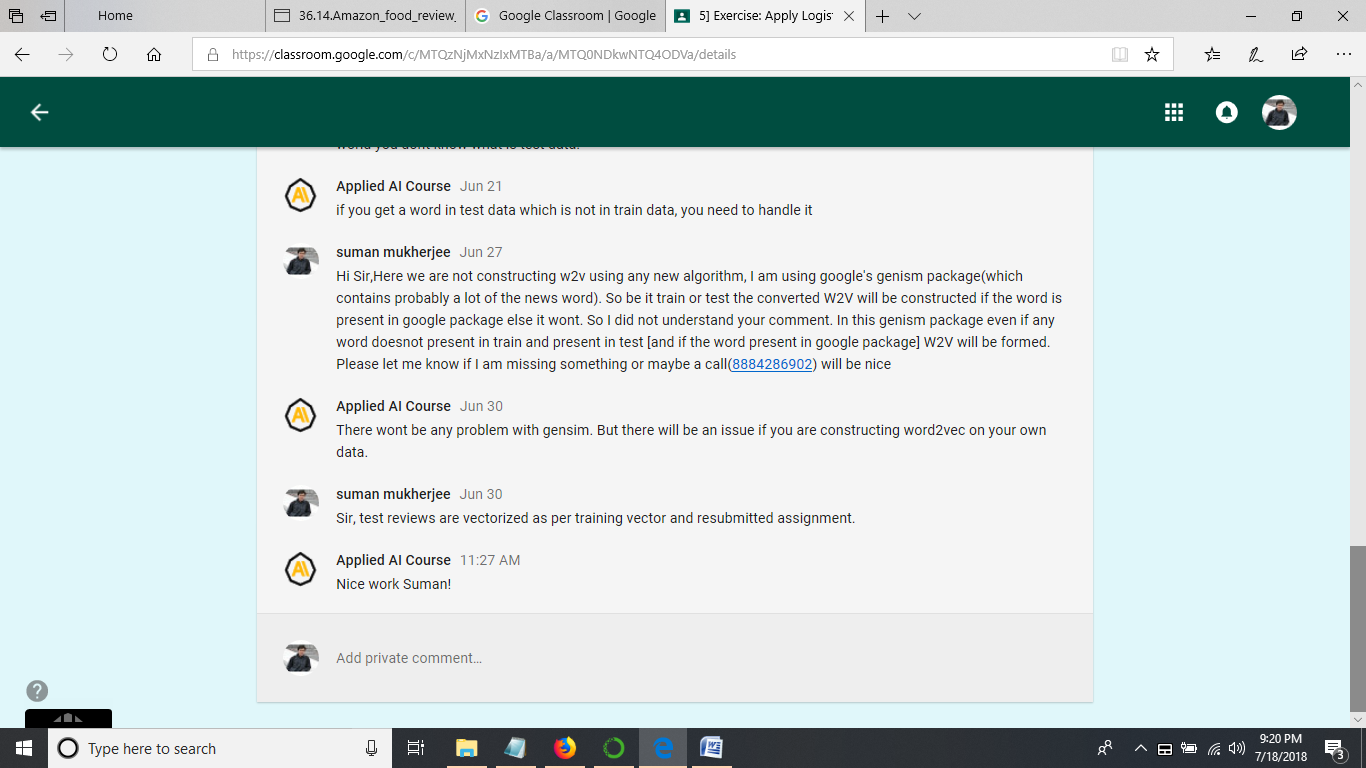 Home
36.14.Amazon_food_review_
Google Classroom | Google
5] Exercise: Apply Logis
https://classroom.google.com/c/MTQzNjMxNzIxMTBa/a/MTQ0NDkwNTQ4ODVa/details
world you dont know what is test data.
Applied AI Course Jun 21
if you get a word in test data which is not in train data, you need to handle it
suman mukherjee Jun 27
Hi Sir,Here we are not constructing w2v using any new algorithm, I am using google's genism package(which
contains probably a lot of the news word). So be it train or test the converted W2V will be constructed if the word is
present in google package else it wont. So I did not understand your comment. In this genism package even if any
word doesnot present in train and present in test [and if the word present in google package] W2V will be formed.
Please let me know if I am missing something or maybe a call(8884286902) will be nice
Applied AI Course Jun 30
There wont be any problem with gensim. But there will be an issue if you are constructing word2vec on your own
data.
suman mukherjee Jun 30
Sir, test reviews are vectorized as per training vector and resubmitted assignment.
Applied AI Course 11:27 AM
Nice work Suman!
Add private comment...
Type here to search
9:20 PM
7/18/2018
3